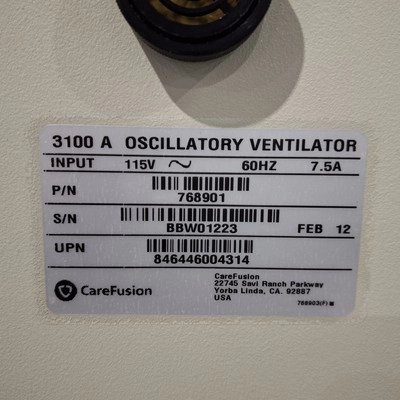 3100 A OSCILLATORY VENTILATOR
INPUT 115V ~ 60HZ 7.5A
P/N
768901
S/N
BBW01223 FEB 12
UPN
846446004314
CareFusion
CareFusion
22745 Savi Ranch Parkway
Yorba Linda, CA. 92887
USA
768903(F)